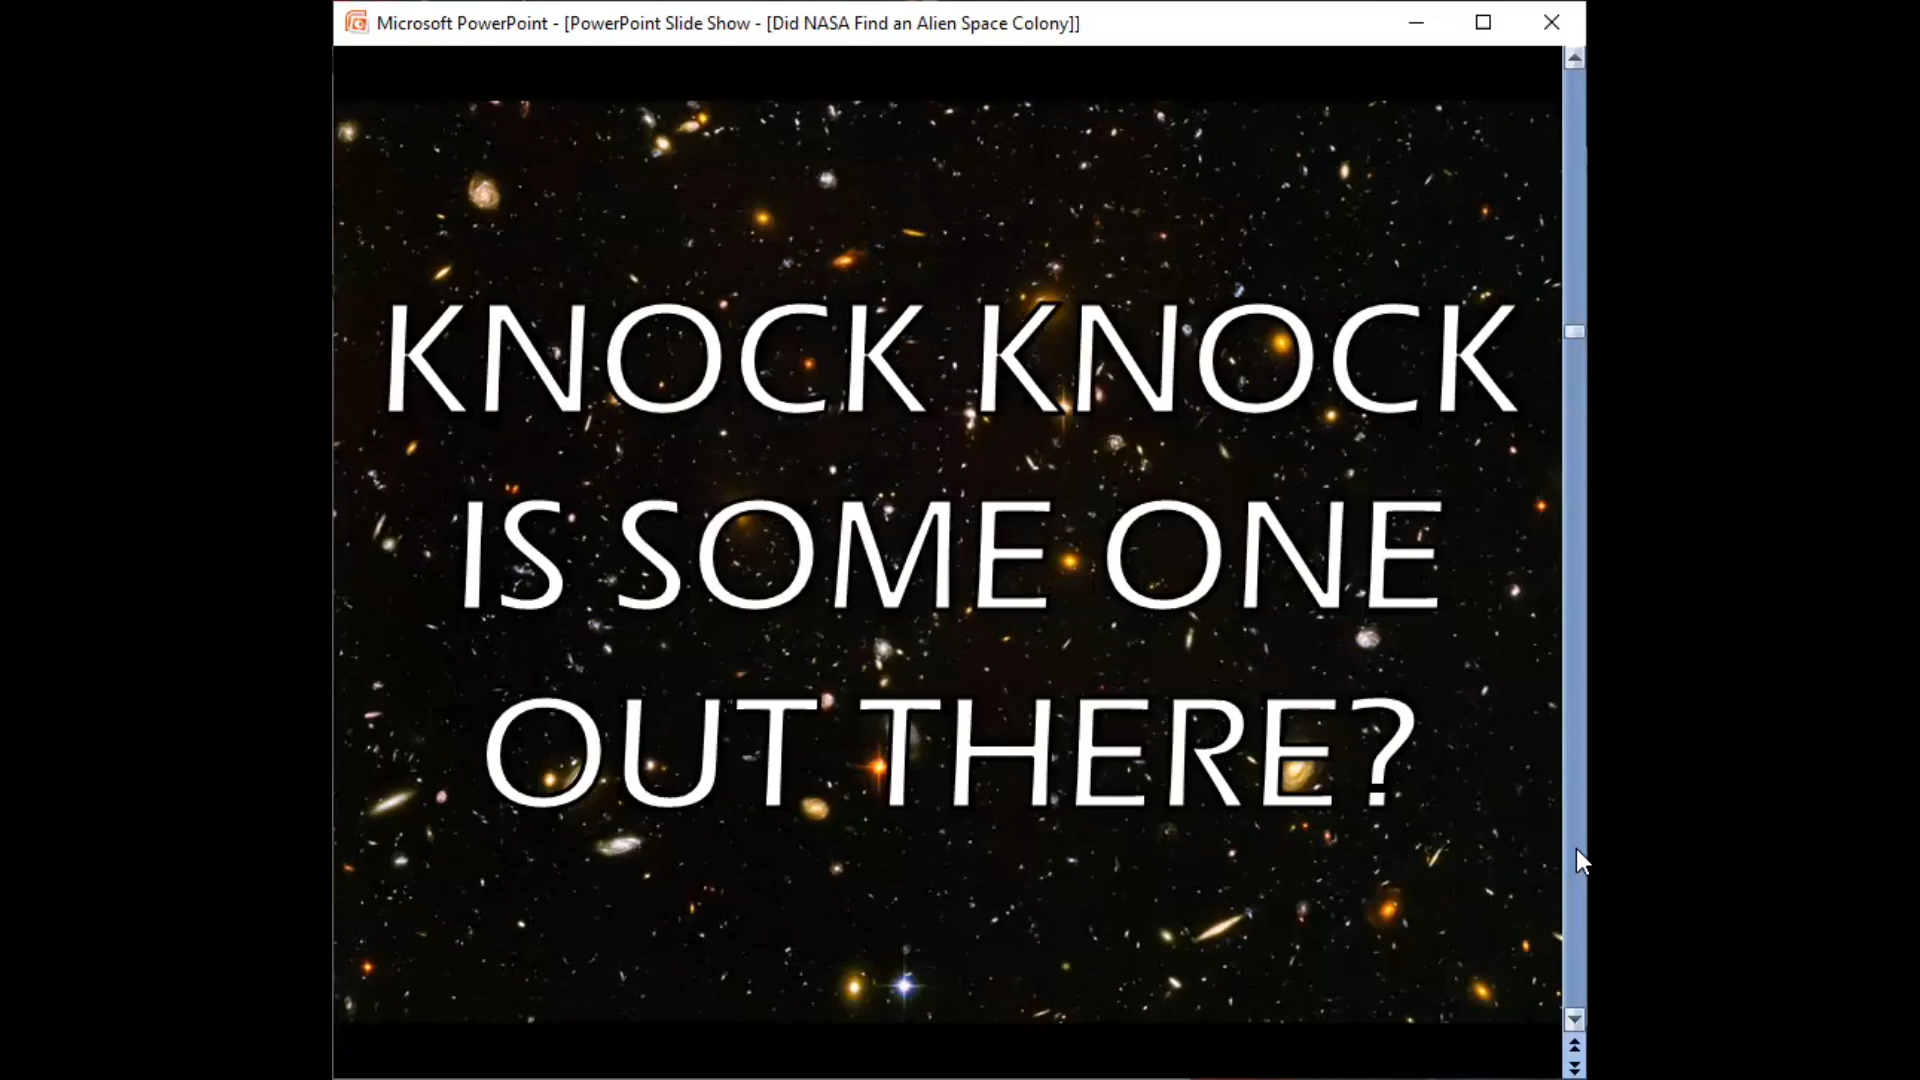 Microsoft PowerPoint - [PowerPoint Slide Show - [Did NASA Find an Alien Space Colony]]
KNOCK KNOCK
IS SOME ONE
OUT THERE?